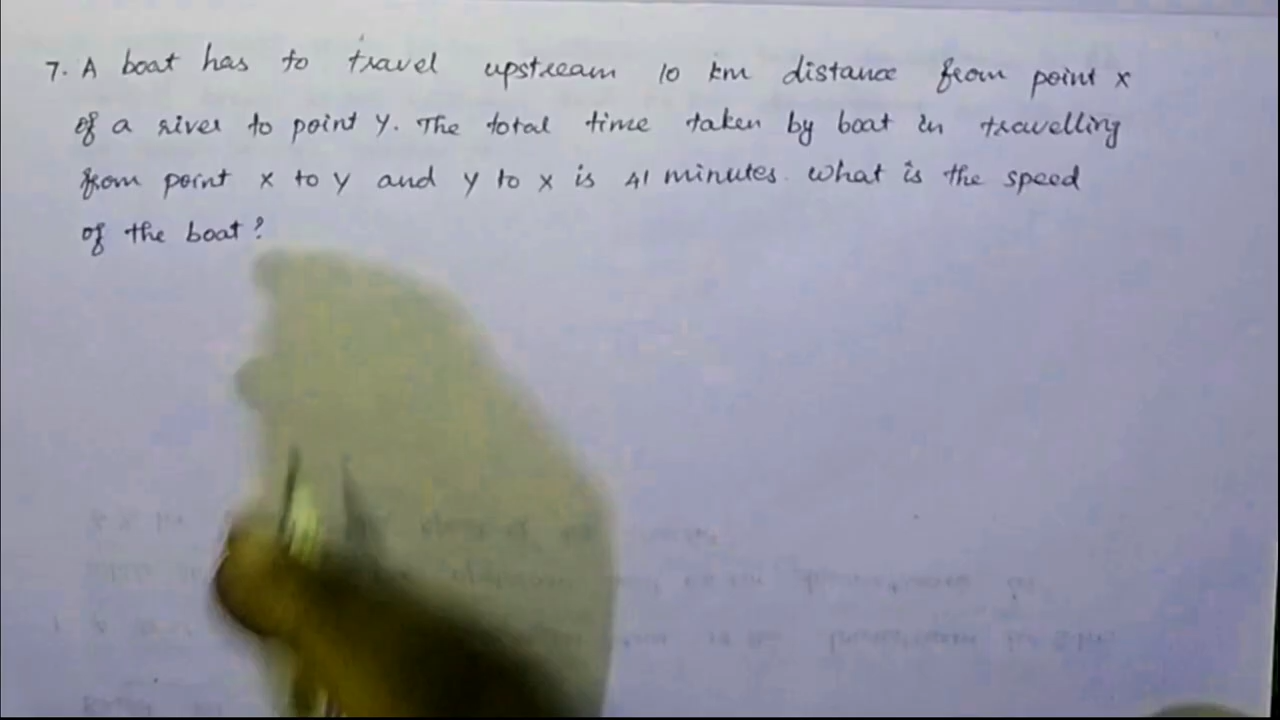 7. A boat has to travel upstream 10 km distance from point x
of a river to point y. The total time taken by boat in travelling
from point x to y and y to x is 41 minutes. What is the speed
of the boat?